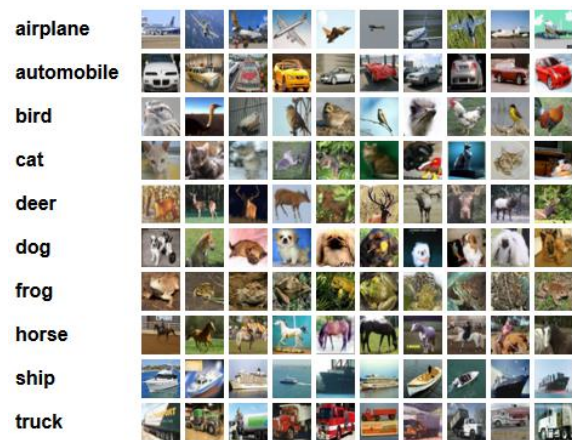 airplane
automobile
bird
cat
deer
dog
frog
horse
ship
truck